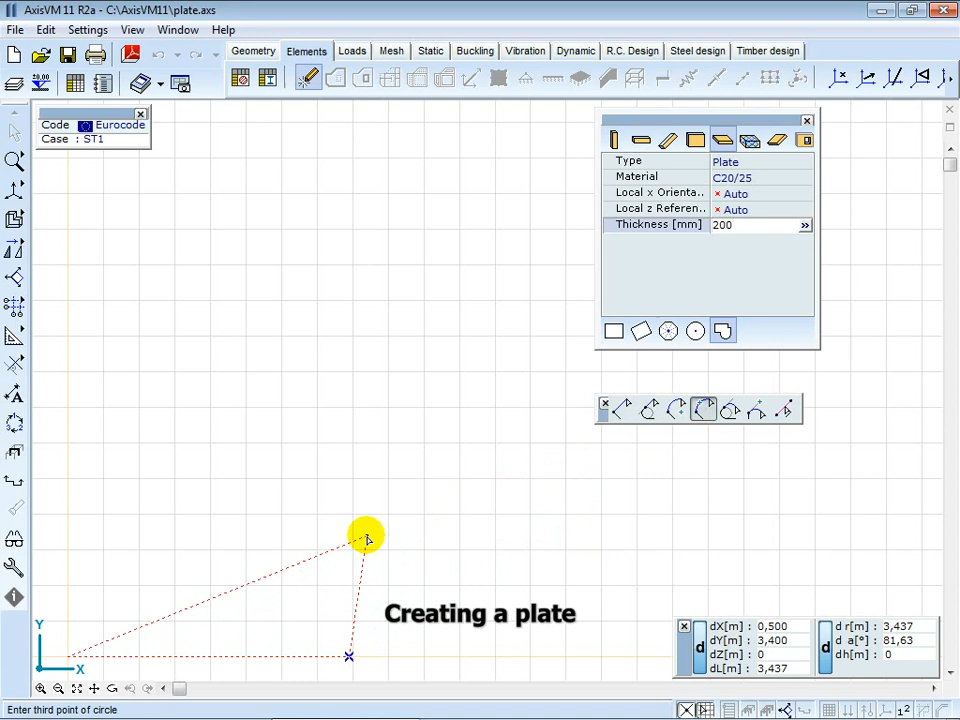 AxisVM 11 R2a - C:\AxisVM11\plate.axs
File Edit Settings View Window Help
Geometry Elements Loads Mesh Static Buckling Vibration Dynamic R.C. Design Steel design Timber design
Code Eurocode
Case : ST1
Type Plate
Material C20/25
Local x Orienta.. Auto
Local z Referen.. Auto
Thickness [mm] 200
Creating a plate
Y
X
d
dX[m] : 0,500
dY[m] : 3,400
dZ[m] : 0
dL[m] : 3,437
d
d r[m] : 3,437
d a[°] : 81,63
dh[m] : 0
Enter third point of circle